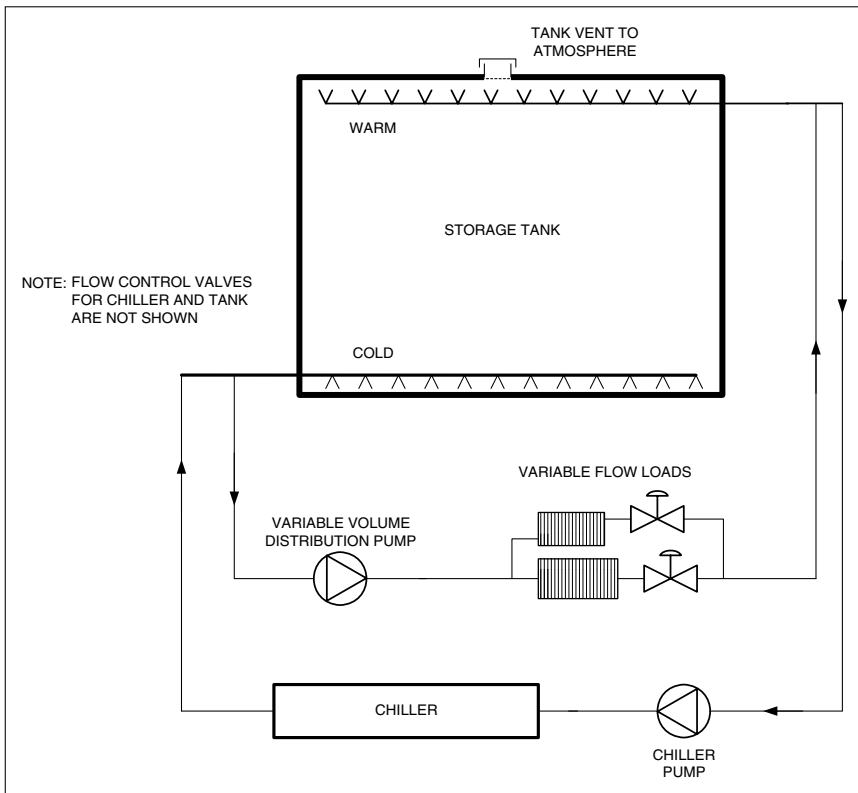 TANK VENT TO
ATMOSPHERE
WARM
STORAGE TANK
NOTE: FLOW CONTROL VALVES
FOR CHILLER AND TANK
ARE NOT SHOWN
COLD
VARIABLE FLOW LOADS
VARIABLE VOLUME
DISTRIBUTION PUMP
CHILLER
CHILLER
PUMP